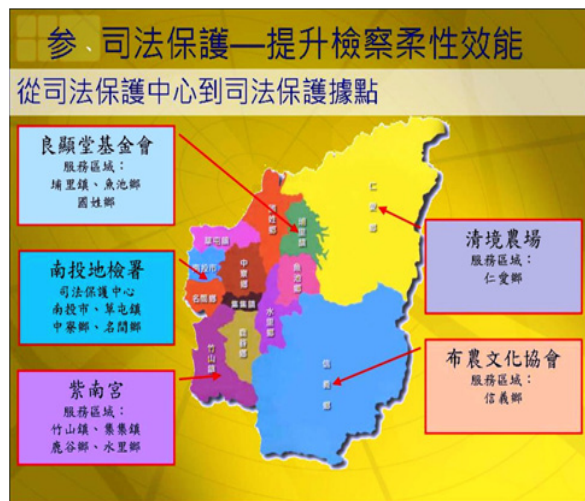 參、司法保護—提升檢察柔性效能
從司法保護中心到司法保護據點
良顯堂基金會
服務區域：
埔里鎮、魚池鄉
國姓鄉
南投地檢署
司法保護中心
南投市、草屯鎮
中寮鄉、名間鄉
紫南宮
服務區域：
竹山鎮、集集鎮
鹿谷鄉、水里鄉
清境農場
服務區域：
仁愛鄉
布農文化協會
服務區域：
信義鄉
仁愛鄉
國姓鄉
埔里鎮
草屯鎮
南投市
中寮鄉
魚池鄉
名間鄉
集集鎮
水里鄉
竹山鎮
鹿谷鄉
信義鄉